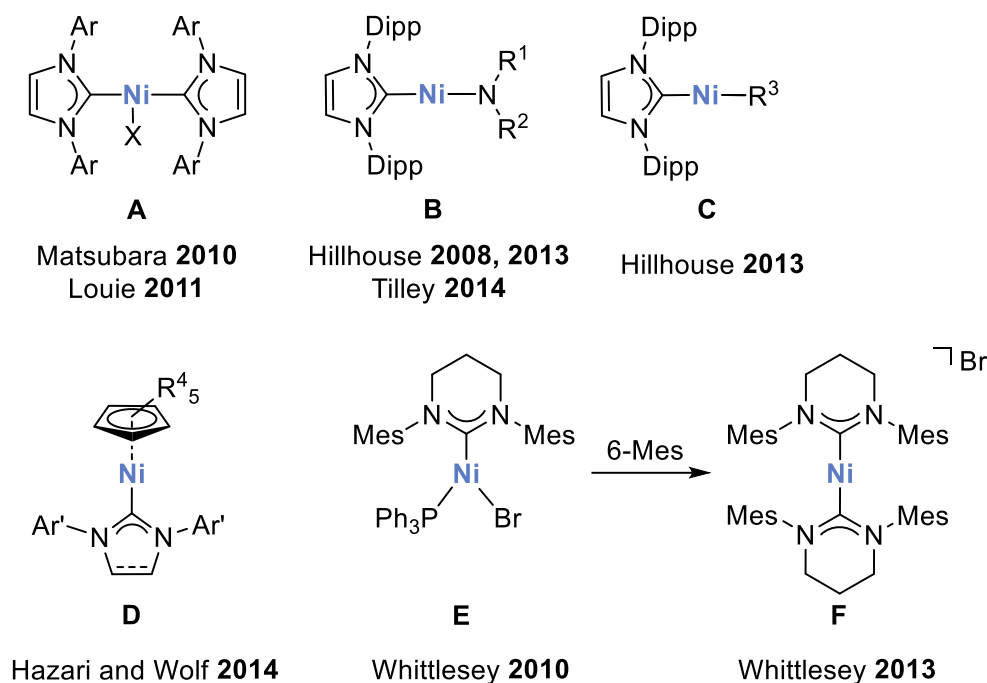 Ar Ar Dipp Dipp
N N N R¹ N
Ni Ni N Ni R³
N X N N R² N
Ar Ar Dipp Dipp
A B C
Matsubara 2010 Hillhouse 2008, 2013 Hillhouse 2013
Louie 2011 Tilley 2014
R⁴₅ Br
N N N N
Mes Mes Mes Mes
Ni 6-Mes
Ni Ni
Ar' Ar' Ph₃P Br Mes Mes
N N N N
D E F
Hazari and Wolf 2014 Whittlesey 2010 Whittlesey 2013